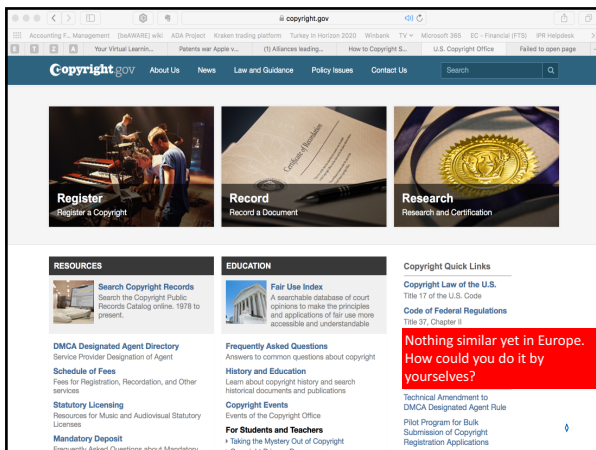 copyright.gov
Accounting F... Management (beAWARE) wiki ADA Project Kraken trading platform Turkey In Horizon 2020 Winbank TV Microsoft 365 EC - Financial (FTS) IPR Helpdesk
E T Z A Your Virtual Learnin... Patents war Apple v... (1) Alliances leading... How to Copyright S... U.S. Copyright Office Failed to open page
Copyright.gov About Us News Law and Guidance Policy Issues Contact Us Search
Certificate of Recordation
Register
Register a Copyright
Record
Record a Document
Research
Research and Certification
RESOURCES
Search Copyright Records
Search the Copyright Public
Records Catalog online. 1978 to
present.
DMCA Designated Agent Directory
Service Provider Designation of Agent
Schedule of Fees
Fees for Registration, Recordation, and Other
services
Statutory Licensing
Resources for Music and Audiovisual Statutory
Licenses
Mandatory Deposit
Frequently Asked Questions about Mandatory
EDUCATION
Fair Use Index
A searchable database of court
opinions to make the principles
and applications of fair use more
accessible and understandable
Frequently Asked Questions
Answers to common questions about copyright
History and Education
Learn about copyright history and search
historical documents and publications
Copyright Events
Events of the Copyright Office
For Students and Teachers
Taking the Mystery Out of Copyright
Copyright Quick Links
Copyright Law of the U.S.
Title 17 of the U.S. Code
Code of Federal Regulations
Title 37, Chapter II
Nothing similar yet in Europe.
How could you do it by
yourselves?
Technical Amendment to
DMCA Designated Agent Rule
Pilot Program for Bulk
Submission of Copyright
Registration Applications